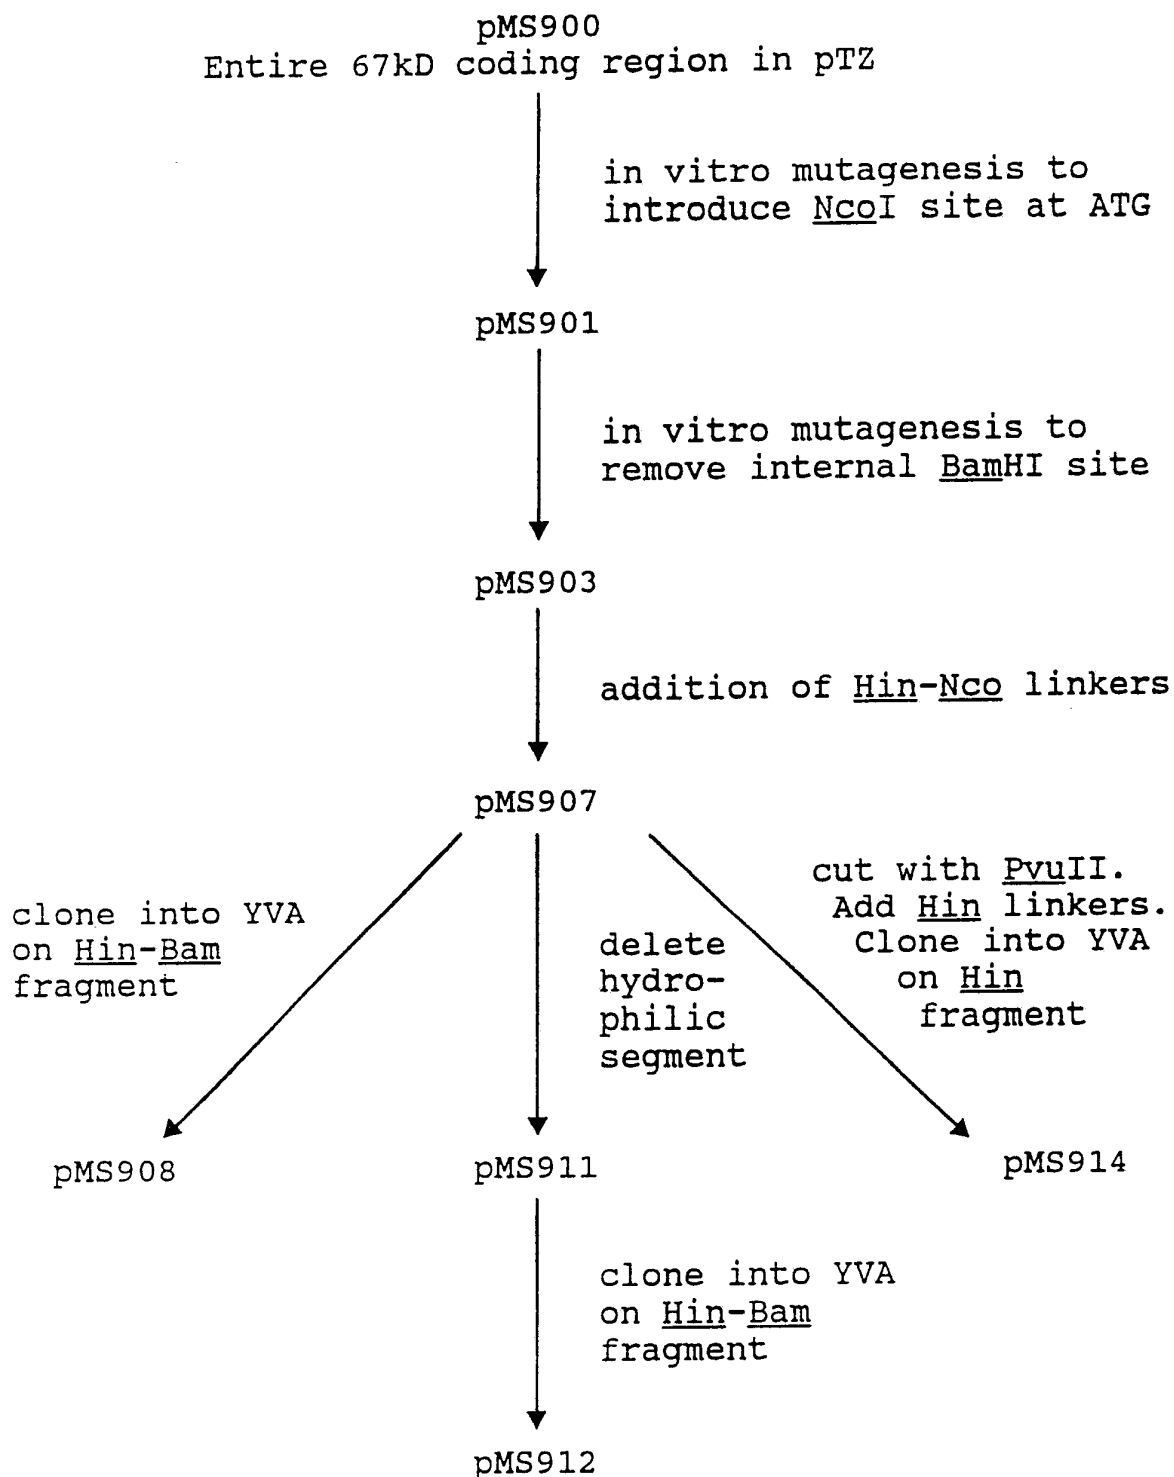 pMS900
Entire 67kD coding region in pTZ
in vitro mutagenesis to
introduce NcoI site at ATG
pMS901
in vitro mutagenesis to
remove internal BamHI site
pMS903
addition of Hin-Nco linkers
pMS907
clone into YVA
on Hin-Bam
fragment
delete
hydro-
philic
segment
cut with PvuII.
Add Hin linkers.
Clone into YVA
on Hin
fragment
pMS908
pMS911
pMS914
clone into YVA
on Hin-Bam
fragment
pMS912